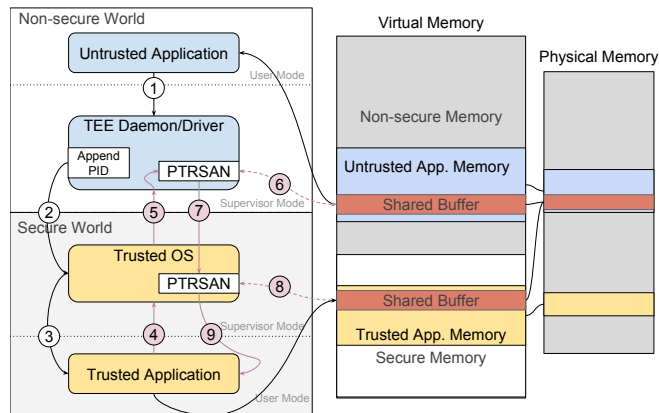 Non-secure World
Untrusted Application
User Mode
1
TEE Daemon/Driver
Append
PID
PTRSAN
6
Supervisor Mode
2
5
7
Secure World
Trusted OS
PTRSAN
8
3
4
9
Supervisor Mode
Trusted Application
User Mode
Virtual Memory
Non-secure Memory
Untrusted App. Memory
Shared Buffer
Shared Buffer
Trusted App. Memory
Secure Memory
Physical Memory